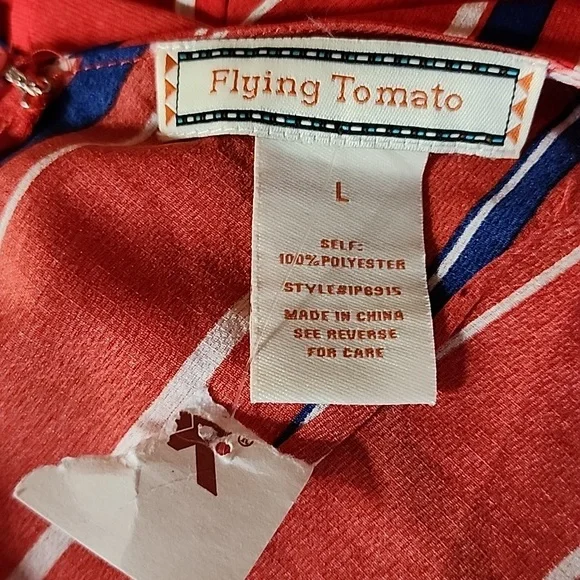 Flying Tomato
L
SELF:
100%POLYESTER
STYLE#IP6915
MADE IN CHINA
SEE REVERSE
FOR CARE
®